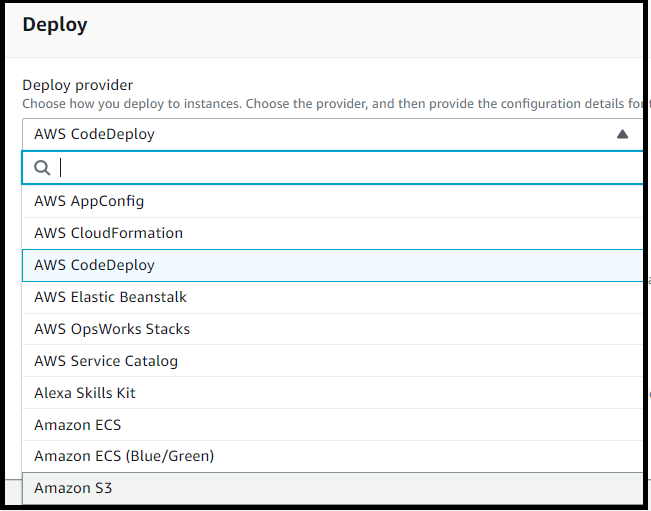 Deploy
Deploy provider
Choose how you deploy to instances. Choose the provider, and then provide the configuration details for t
AWS CodeDeploy
AWS AppConfig
AWS CloudFormation
AWS CodeDeploy
AWS Elastic Beanstalk
AWS OpsWorks Stacks
AWS Service Catalog
Alexa Skills Kit
Amazon ECS
Amazon ECS (Blue/Green)
Amazon S3